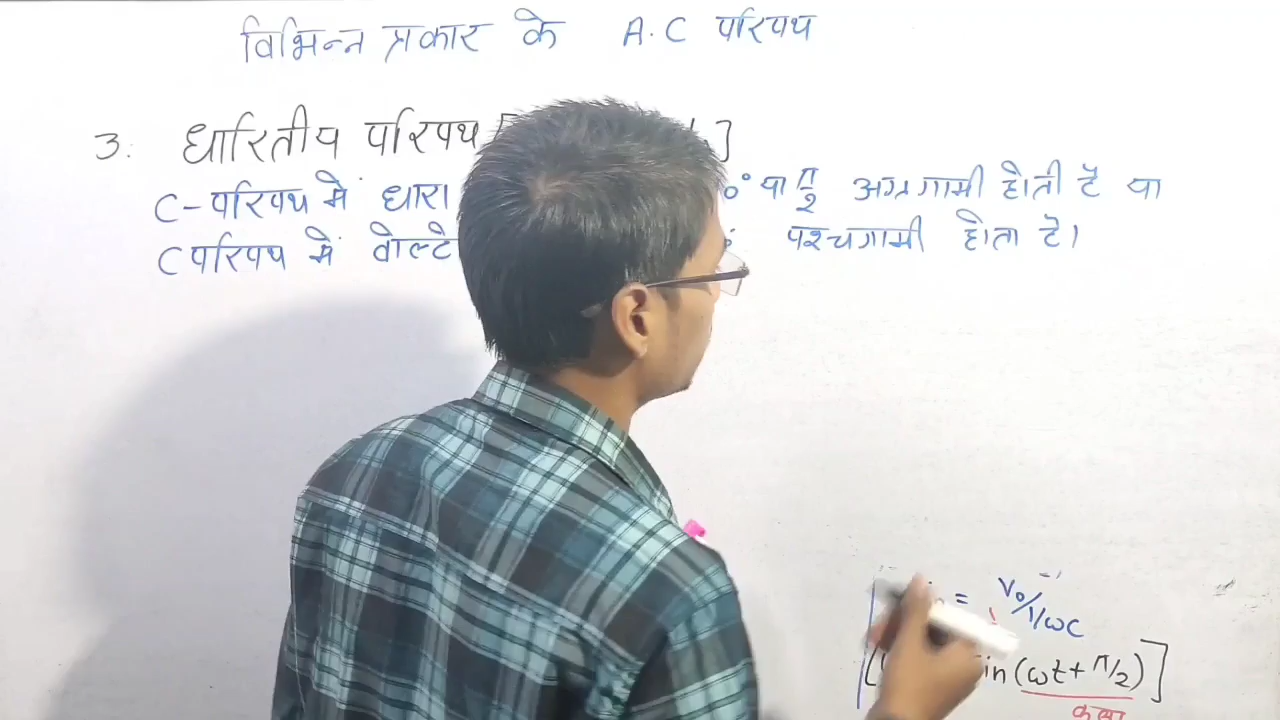 विभिन्न प्रकार के A.C परिपथ
3. धारितीय परिपथ [ ]
C-परिपथ में धारा ° या π/2 अग्रगामी होती है या
C परिपथ में वोल्टे पश्चगामी होता है।
= V₀/1/ωC
[ in (ωt + π/2)]
कला